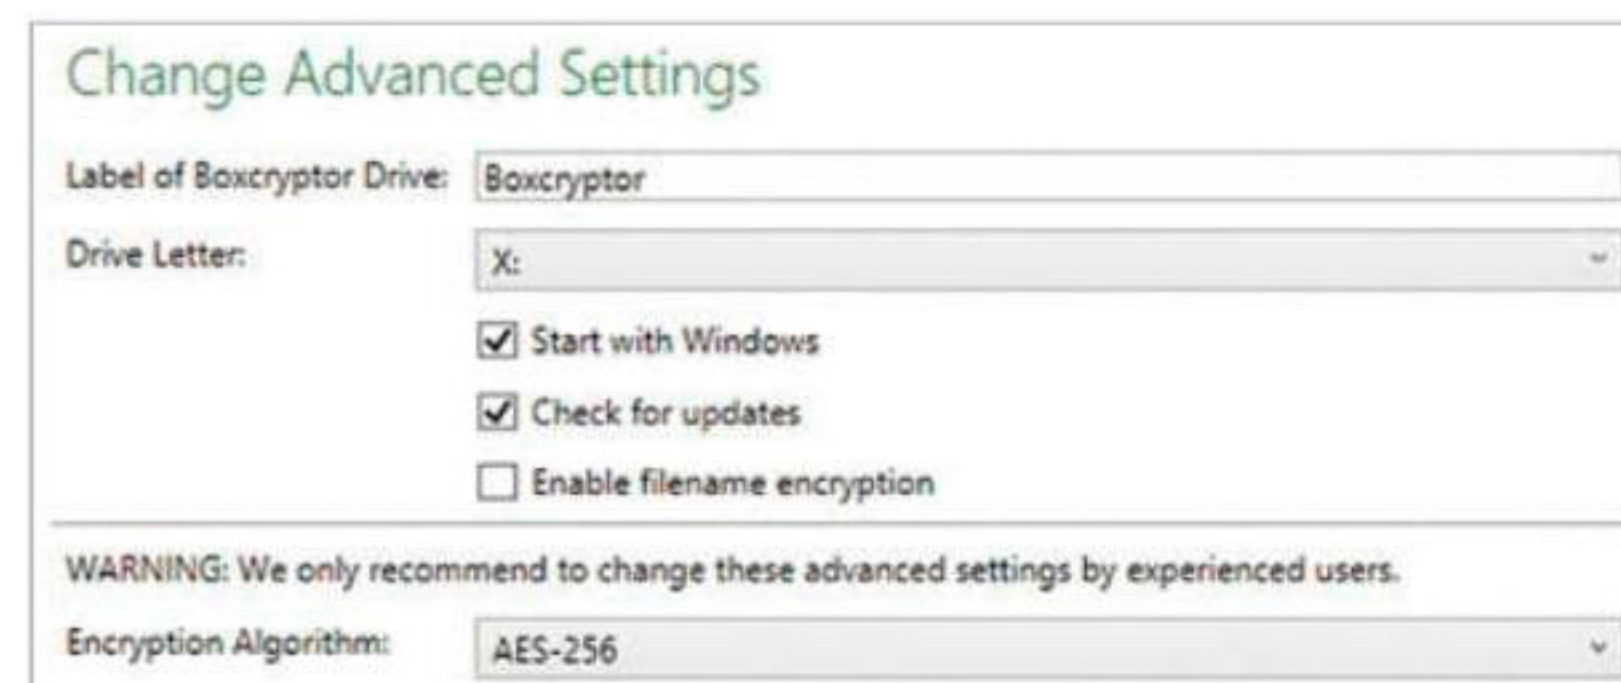 Change Advanced Settings
Label of Boxcryptor Drive: Boxcryptor
Drive Letter: X:
Start with Windows
Check for updates
Enable filename encryption
WARNING: We only recommend to change these advanced settings by experienced users.
Encryption Algorithm: AES-256